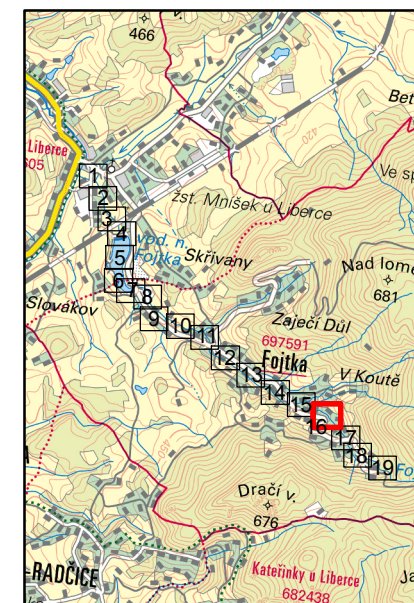 466
Bet
Liberce
605
1
Ve sp
2
žst. Mníšek u Liberce
3
4
vod. n.
Fojtka
5
Skřivany
Nad lome
6
7
8
681
Slovákov
9
10
11
Zaječí Důl
697591
12
Fojtka
13
V Koutě
14
15
16
17
18
19
Fo
Dračí v.
676
RADČICE
Kateřinky u Liberce
682438
Ja